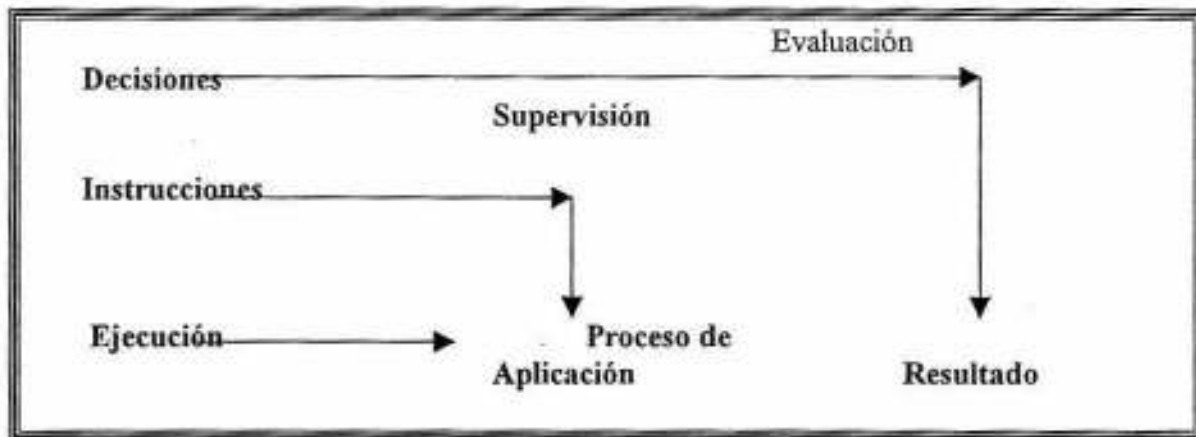 Evaluación
Decisiones
Supervisión
Instrucciones
Ejecución
Proceso de
Aplicación
Resultado